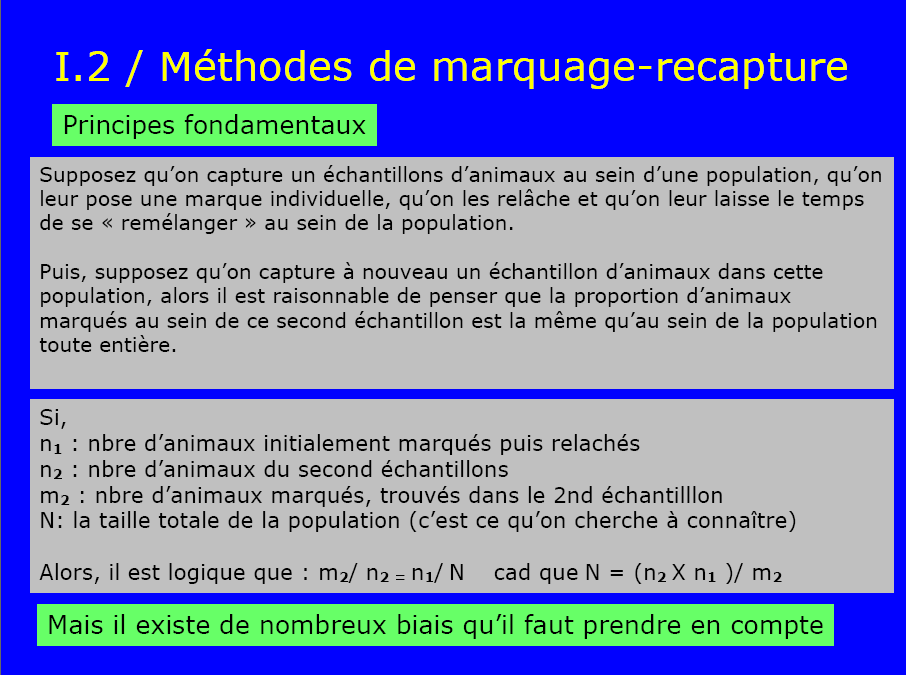 I.2 / Méthodes de marquage-recapture
Principes fondamentaux
Supposez qu’on capture un échantillons d’animaux au sein d’une population, qu’on
leur pose une marque individuelle, qu’on les relâche et qu’on leur laisse le temps
de se « remélanger » au sein de la population.
Puis, supposez qu’on capture à nouveau un échantillon d’animaux dans cette
population, alors il est raisonnable de penser que la proportion d’animaux
marqués au sein de ce second échantillon est la même qu’au sein de la population
toute entière.
Si,
n₁ : nbre d’animaux initialement marqués puis relachés
n₂ : nbre d’animaux du second échantillons
m₂ : nbre d’animaux marqués, trouvés dans le 2nd échantilllon
N: la taille totale de la population (c’est ce qu’on cherche à connaître)
Alors, il est logique que : m₂/ n₂ = n₁/ N cad que N = (n₂ X n₁ )/ m₂
Mais il existe de nombreux biais qu’il faut prendre en compte